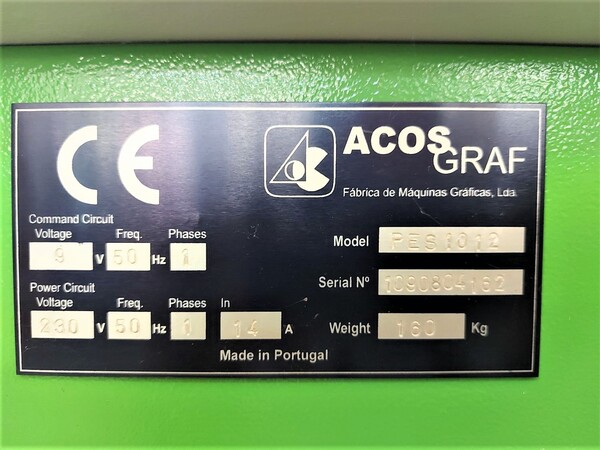 CE
ACOS
GRAF
Fábrica de Máquinas Gráficas, Lda.
Command Circuit
Voltage Freq. Phases
9 V 50 Hz 1
Power Circuit
Voltage Freq. Phases In
230 V 50 Hz 1 14 A
Model PES1012
Serial Nº 1090804162
Weight 160 Kg
Made in Portugal